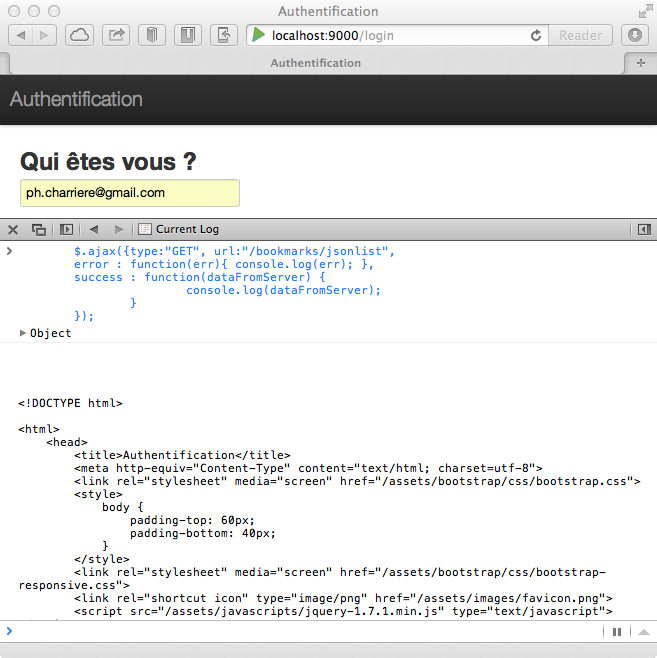 Authentification
localhost:9000/login
Reader
Authentification
Authentification
Qui êtes vous ?
ph.charriere@gmail.com
Current Log
$.ajax({type:"GET", url:"/bookmarks/jsonlist",
error : function(err){ console.log(err); },
success : function(dataFromServer) {
console.log(dataFromServer);
}
});
Object
<!DOCTYPE html>
<html>
<head>
<title>Authentification</title>
<meta http-equiv="Content-Type" content="text/html; charset=utf-8">
<link rel="stylesheet" media="screen" href="/assets/bootstrap/css/bootstrap.css">
<style>
body {
padding-top: 60px;
padding-bottom: 40px;
}
</style>
<link rel="stylesheet" media="screen" href="/assets/bootstrap/css/bootstrap-
responsive.css">
<link rel="shortcut icon" type="image/png" href="/assets/images/favicon.png">
<script src="/assets/javascripts/jquery-1.7.1.min.js" type="text/javascript">